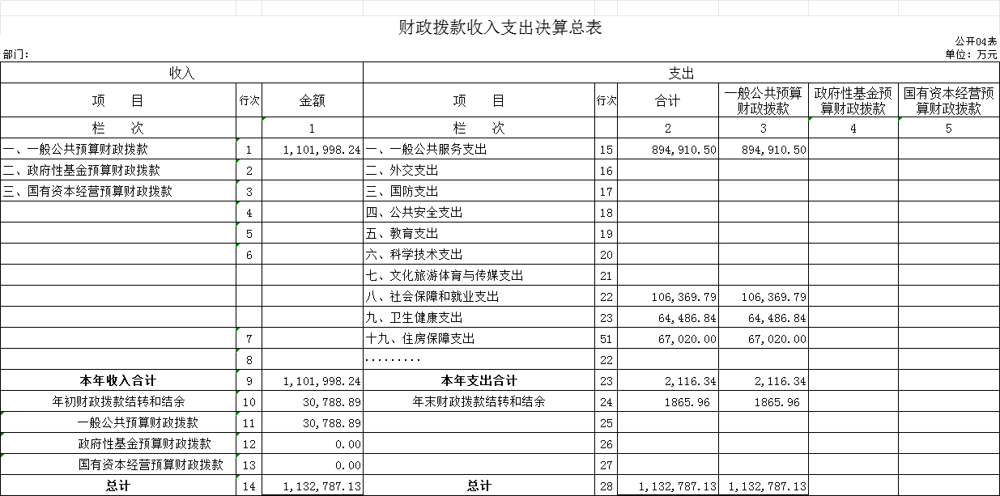 财政拨款收入支出决算总表
公开04表
部门： 单位：万元
收入 支出
项　　目 行次 金额 项　　目 行次 合计 一般公共预算财政拨款 政府性基金预算财政拨款 国有资本经营预算财政拨款
栏　　次 1 栏　　次 2 3 4 5
一、一般公共预算财政拨款 1 1,101,998.24 一、一般公共服务支出 15 894,910.50 894,910.50
二、政府性基金预算财政拨款 2 二、外交支出 16
三、国有资本经营预算财政拨款 3 三、国防支出 17
4 四、公共安全支出 18
5 五、教育支出 19
6 六、科学技术支出 20
七、文化旅游体育与传媒支出 21
八、社会保障和就业支出 22 106,369.79 106,369.79
九、卫生健康支出 23 64,486.84 64,486.84
7 十九、住房保障支出 51 67,020.00 67,020.00
8 ......... 22
本年收入合计 9 1,101,998.24 本年支出合计 23 2,116.34 2,116.34
年初财政拨款结转和结余 10 30,788.89 年末财政拨款结转和结余 24 1865.96 1865.96
一般公共预算财政拨款 11 30,788.89 25
政府性基金预算财政拨款 12 0.00 26
国有资本经营预算财政拨款 13 0.00 27
总计 14 1,132,787.13 总计 28 1,132,787.13 1,132,787.13